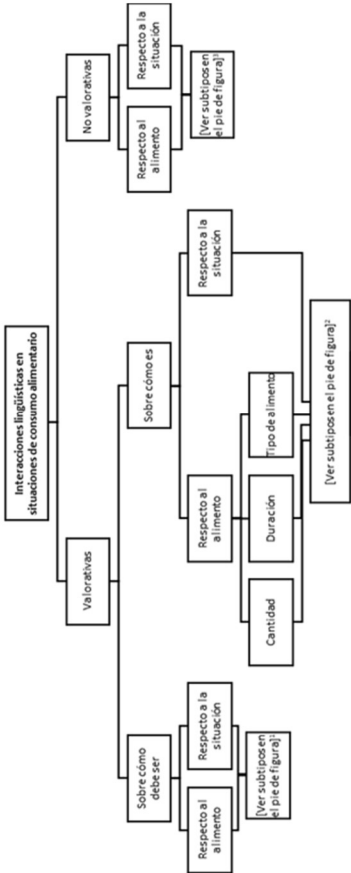 Interacciones lingüísticas en
situaciones de consumo alimentario
Valorativas
No valorativas
Sobre cómo
debe ser
Sobre cómo es
Respecto al
alimento
Respecto a la
situación
Respecto al
alimento
Respecto a la
situación
Respecto al
alimento
Respecto a la
situación
[Ver subtipos en
el pie de figura]¹
Cantidad
Duración
Tipo de alimento
[Ver subtipos en
el pie de figura]¹
[Ver subtipos en el pie de figura]²